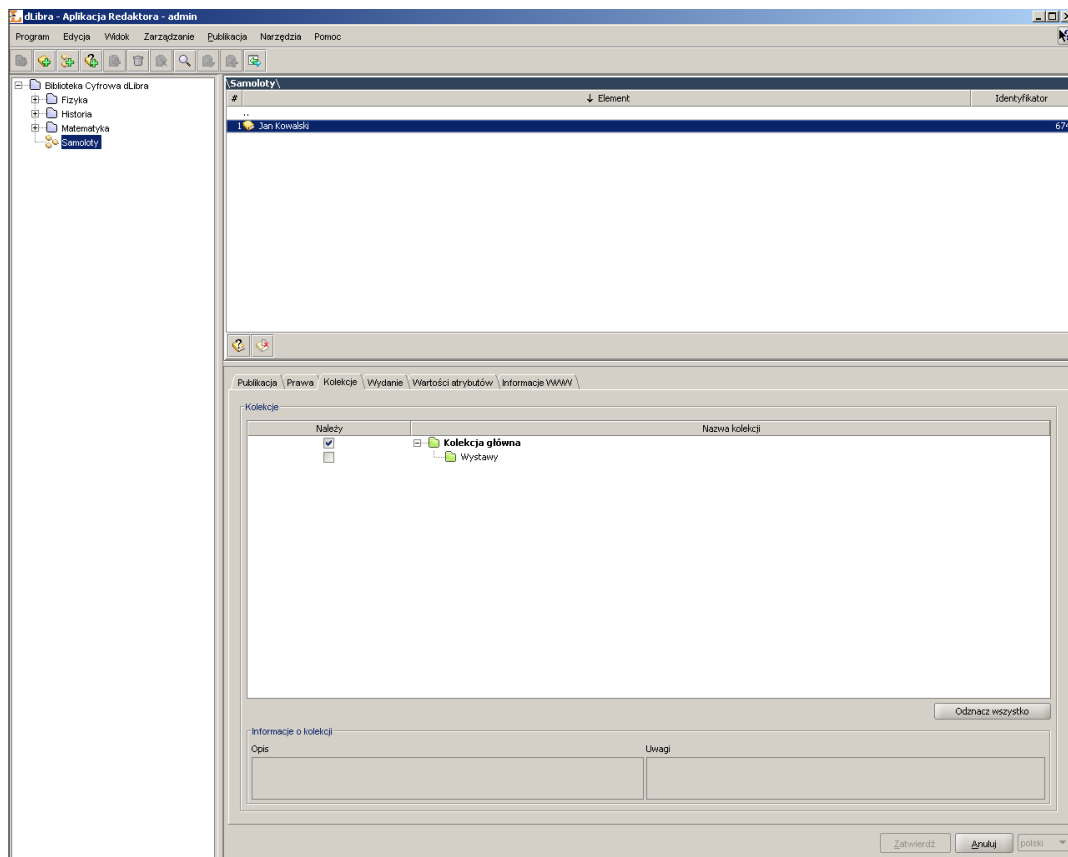 dLibra - Aplikacja Redaktora - admin
Program Edycja Widok Zarządzanie Publikacja Narzędzia Pomoc
Biblioteka Cyfrowa dLibra
Fizyka
Historia
Matematyka
Samoloty
\Samoloty\
# ↓ Element Identyfikator
..
1 Jan Kowalski 674
Publikacja Prawa Kolekcje Wydanie Wartości atrybutów Informacje WWW
Kolekcje
Należy Nazwa kolekcji
Kolekcja główna
Wystawy
Odznacz wszystko
Informacje o kolekcji
Opis Uwagi
Zatwierdź Anuluj polski